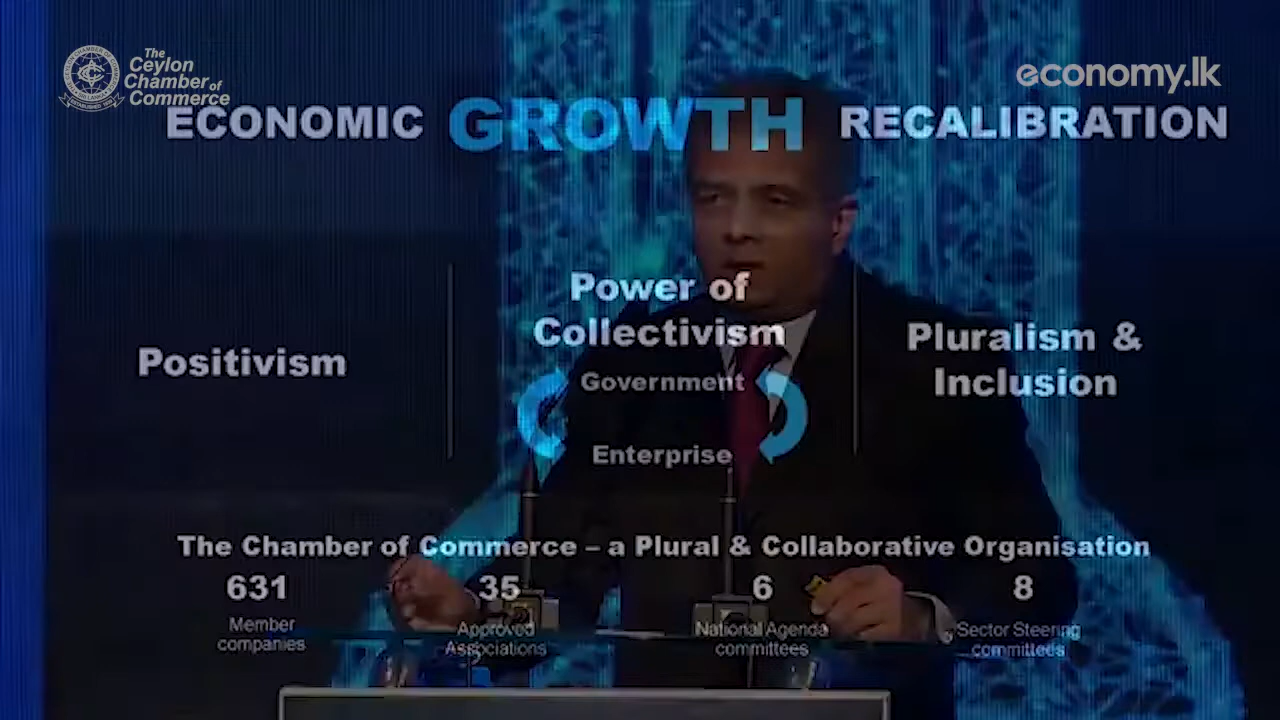 The
Ceylon
Chamber of
Commerce
economy.lk
ECONOMIC GROWTH RECALIBRATION
Positivism
Power of
Collectivism
Government
Enterprise
Pluralism &
Inclusion
The Chamber of Commerce – a Plural & Collaborative Organisation
631
Member
companies
35
Approved
Associations
6
National Agenda
committees
8
Sector Steering
committees